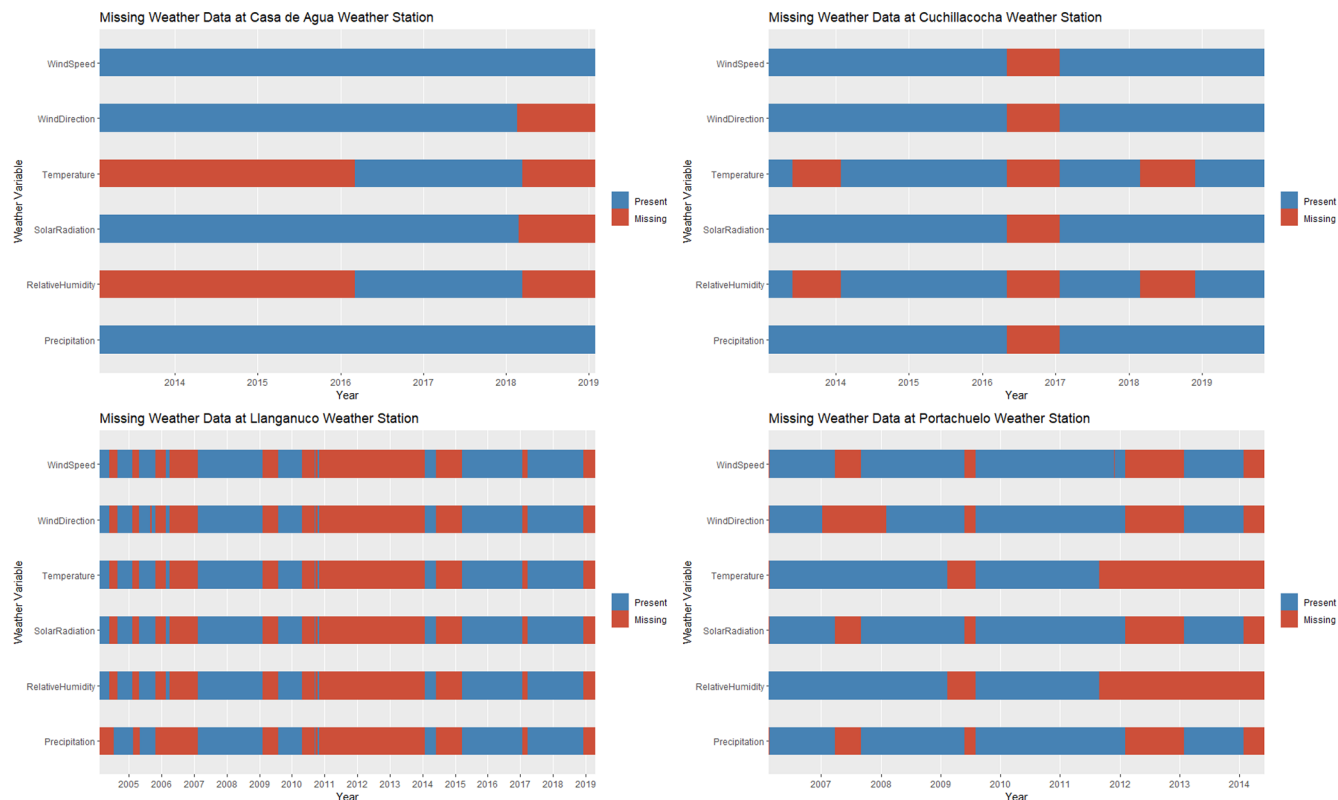 Missing Weather Data at Casa de Agua Weather Station
WindSpeed
WindDirection
Temperature
SolarRadiation
RelativeHumidity
Precipitation
Weather Variable
2014 2015 2016 2017 2018 2019
Year
Present
Missing
Missing Weather Data at Cuchillacocha Weather Station
WindSpeed
WindDirection
Temperature
SolarRadiation
RelativeHumidity
Precipitation
Weather Variable
2014 2015 2016 2017 2018 2019
Year
Present
Missing
Missing Weather Data at Llanganuco Weather Station
WindSpeed
WindDirection
Temperature
SolarRadiation
RelativeHumidity
Precipitation
Weather Variable
2005 2006 2007 2008 2009 2010 2011 2012 2013 2014 2015 2016 2017 2018 2019
Year
Present
Missing
Missing Weather Data at Portachuelo Weather Station
WindSpeed
WindDirection
Temperature
SolarRadiation
RelativeHumidity
Precipitation
Weather Variable
2007 2008 2009 2010 2011 2012 2013 2014
Year
Present
Missing